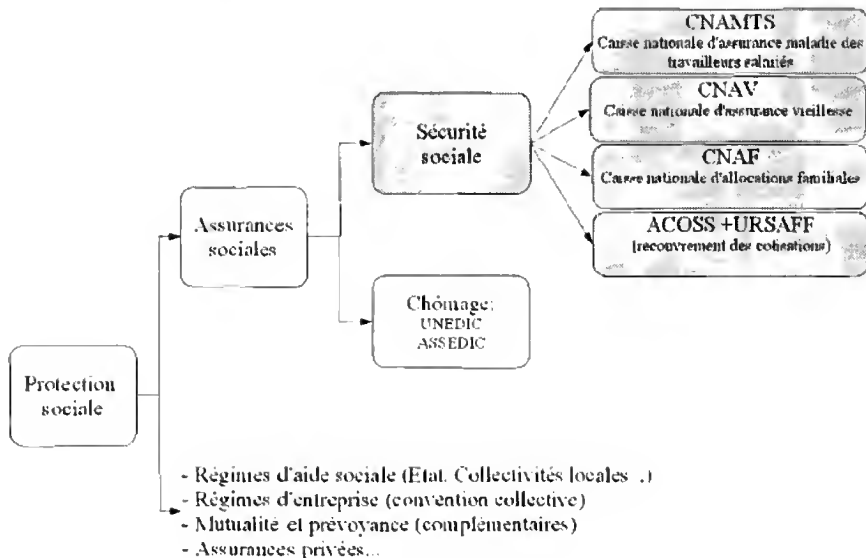 CNAMTS
Caisse nationale d'assurance maladie des
travailleurs salariés
CNAV
Caisse nationale d'assurance vieillesse
CNAF
Caisse nationale d'allocations familiales
ACOSS +URSAFF
(recouvrement des cotisations)
Sécurité
sociale
Assurances
sociales
Chômage:
UNEDIC
ASSEDIC
Protection
sociale
- Régimes d'aide sociale (Etat. Collectivités locales ..)
- Régimes d'entreprise (convention collective)
- Mutualité et prévoyance (complémentaires)
- Assurances privées...